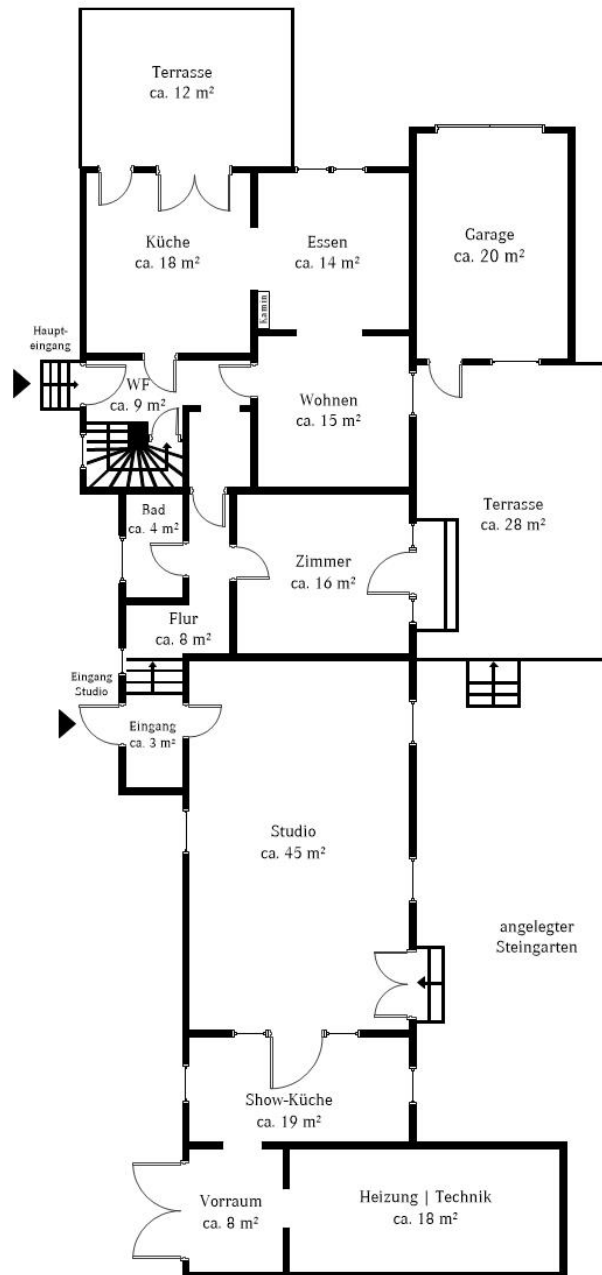 Terrasse
ca. 12 m²
Küche
ca. 18 m²
Essen
ca. 14 m²
Garage
ca. 20 m²
Kamin
Haupt-
eingang
WF
ca. 9 m²
Wohnen
ca. 15 m²
Terrasse
ca. 28 m²
Bad
ca. 4 m²
Zimmer
ca. 16 m²
Flur
ca. 8 m²
Eingang
Studio
Eingang
ca. 3 m²
Studio
ca. 45 m²
angelegter
Steingarten
Show-Küche
ca. 19 m²
Vorraum
ca. 8 m²
Heizung | Technik
ca. 18 m²